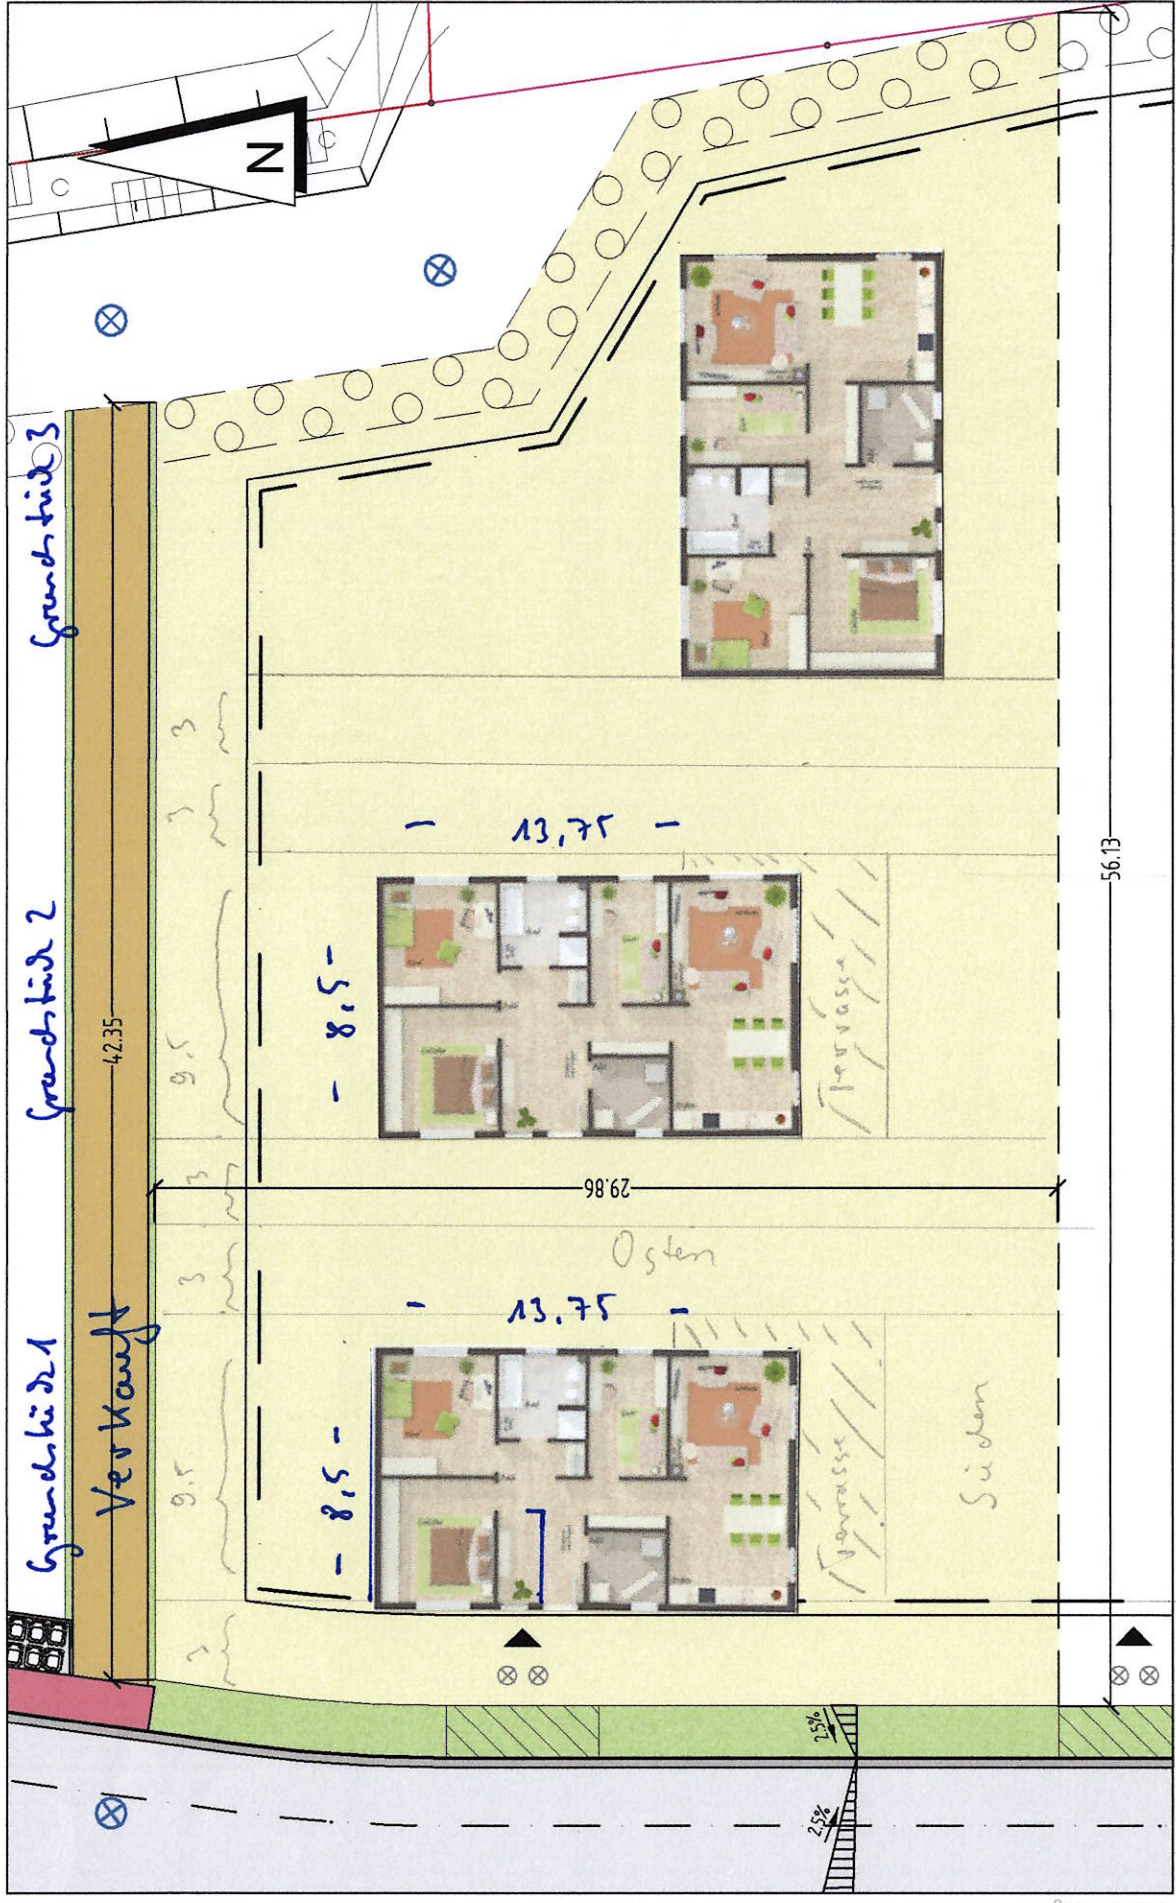 N
Grundstück 3
Grundstück 2
Grundstück 1
Verkauft
42.35
3
3
9.5
3
3
9.5
3
- 13,75 -
- 8,5 -
Terrasse
29.86
Osten
- 13.75 -
- 8,5 -
Terrasse
Süden
56.13
2.5%
2.5%